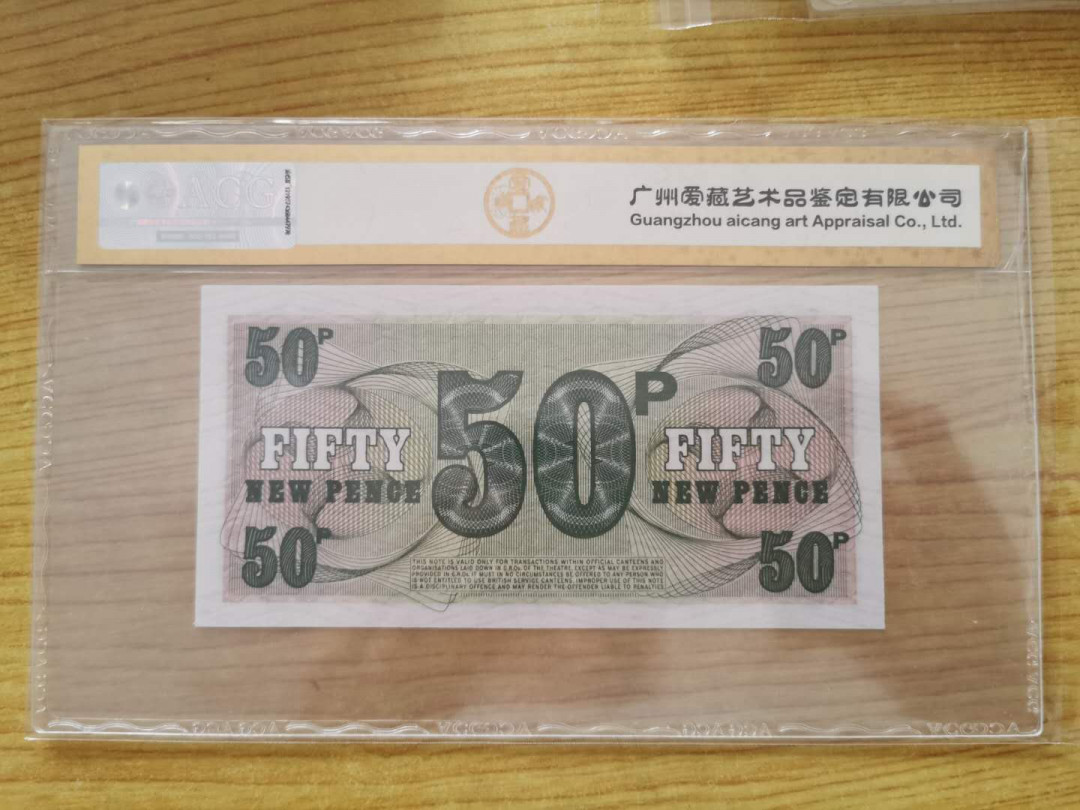 ACG
广州爱藏艺术品鉴定有限公司
Guangzhou aicang art Appraisal Co., Ltd.
50P
50P
50P
FIFTY
NEW PENCE
FIFTY
NEW PENCE
50P
50P
THIS NOTE IS VALID ONLY FOR TRANSACTIONS WITHIN OFFICIAL CANTEENS AND
ORGANISATIONS LAID DOWN IN G.R.Os. OF THE THEATRE, EXCEPT AS MAY BE EXPRESSLY
PROVIDED IN G.R.Os. IT MUST IN NO CIRCUMSTANCES BE OFFERED TO ANY PERSON WHO
IS NOT ENTITLED TO USE BRITISH SERVICE CANTEENS. IMPROPER USE OF THIS NOTE
IS A DISCIPLINARY OFFENCE AND MAY RENDER THE OFFENDER LIABLE TO PENALTIES